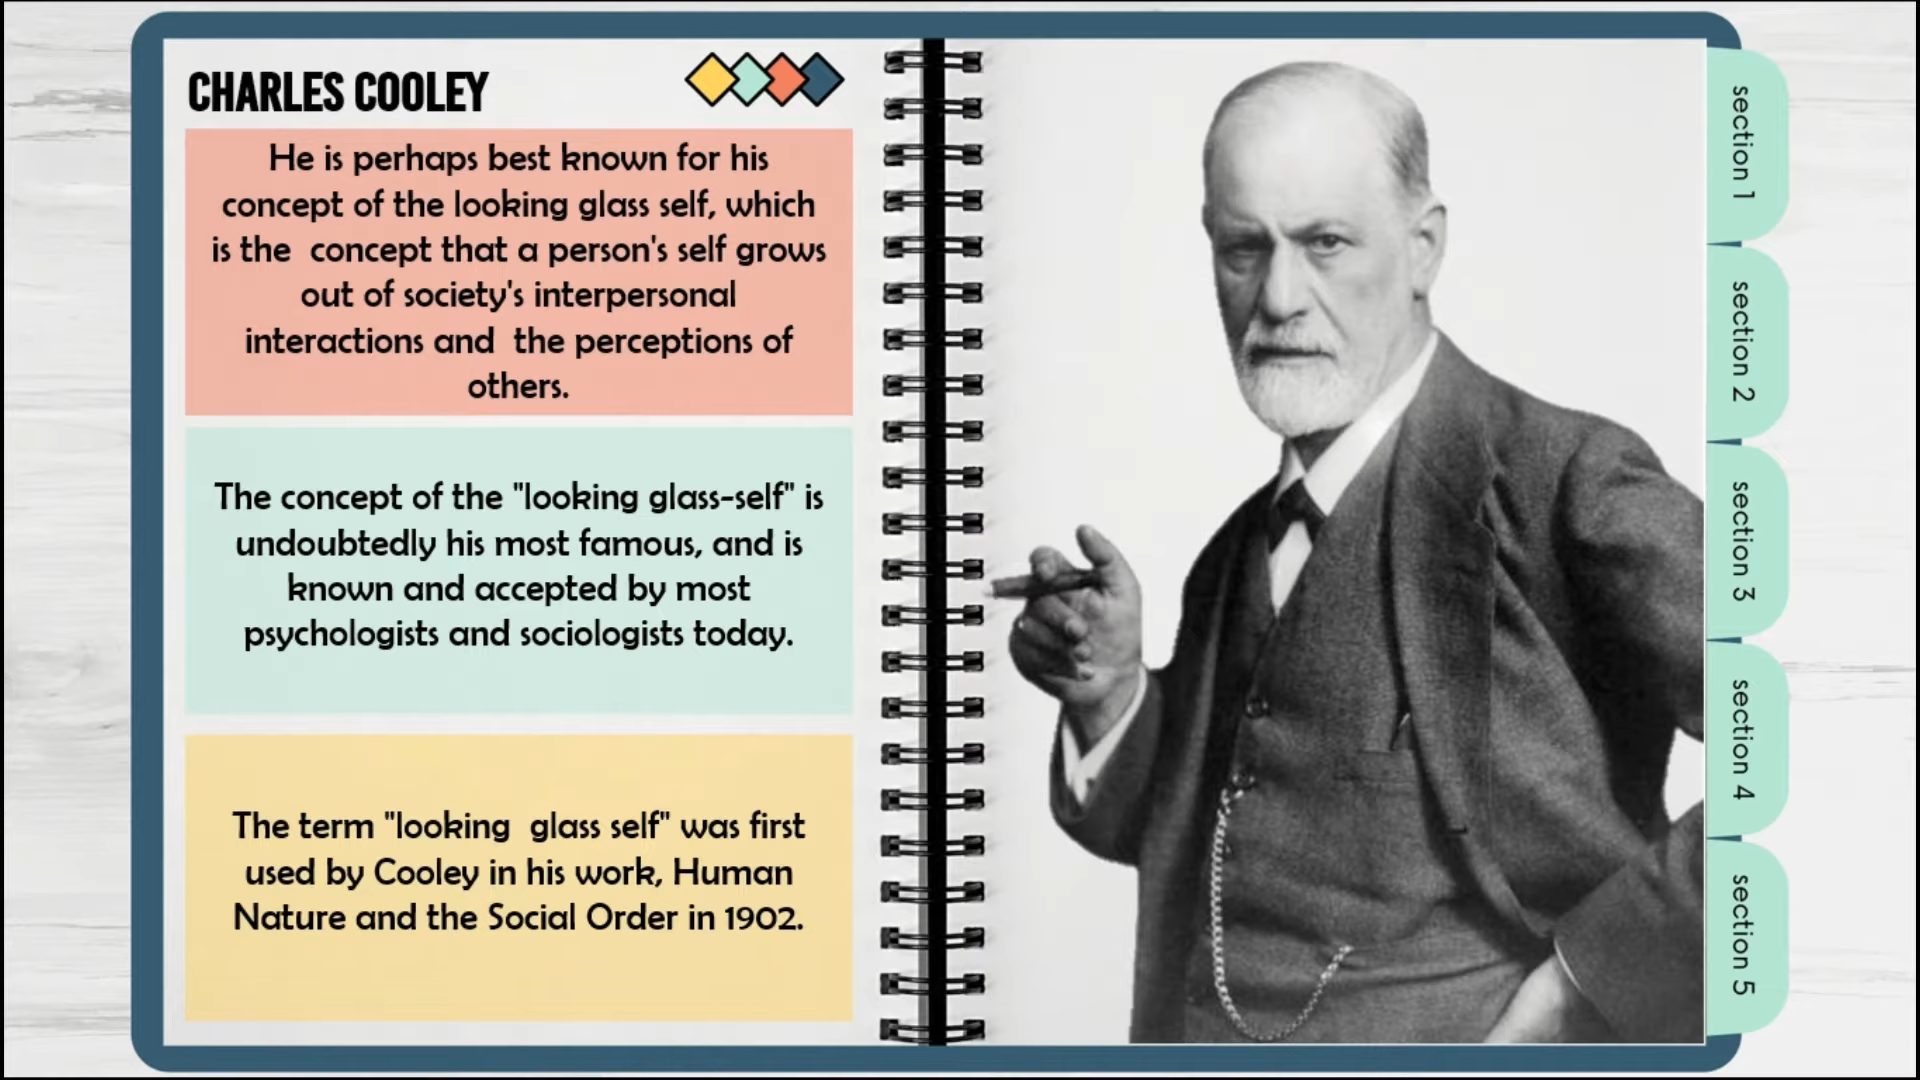 CHARLES COOLEY
He is perhaps best known for his
concept of the looking glass self, which
is the  concept that a person's self grows
out of society's interpersonal
interactions and  the perceptions of
others.
The concept of the "looking glass-self" is
undoubtedly his most famous, and is
known and accepted by most
psychologists and sociologists today.
The term "looking  glass self" was first
used by Cooley in his work, Human
Nature and the Social Order in 1902.
section 1
section 2
section 3
section 4
section 5